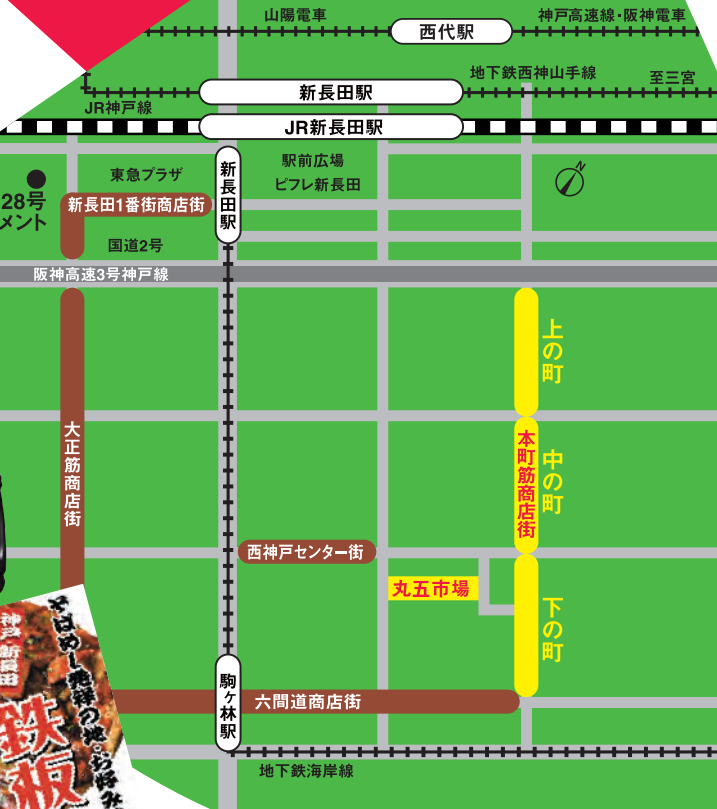 山陽電車
神戸高速線・阪神電車
西代駅
地下鉄西神山手線
至三宮
新長田駅
JR神戸線
JR新長田駅
駅前広場
ピフレ新長田
東急プラザ
新長田駅
N
28号
メント
新長田1番街商店街
国道2号
阪神高速3号神戸線
上の町
大正筋商店街
本町筋商店街
中の町
西神戸センター街
丸五市場
下の町
駒ヶ林駅
六間道商店街
地下鉄海岸線
そばめし発祥の地・お好み
神戸・新長田
鉄板